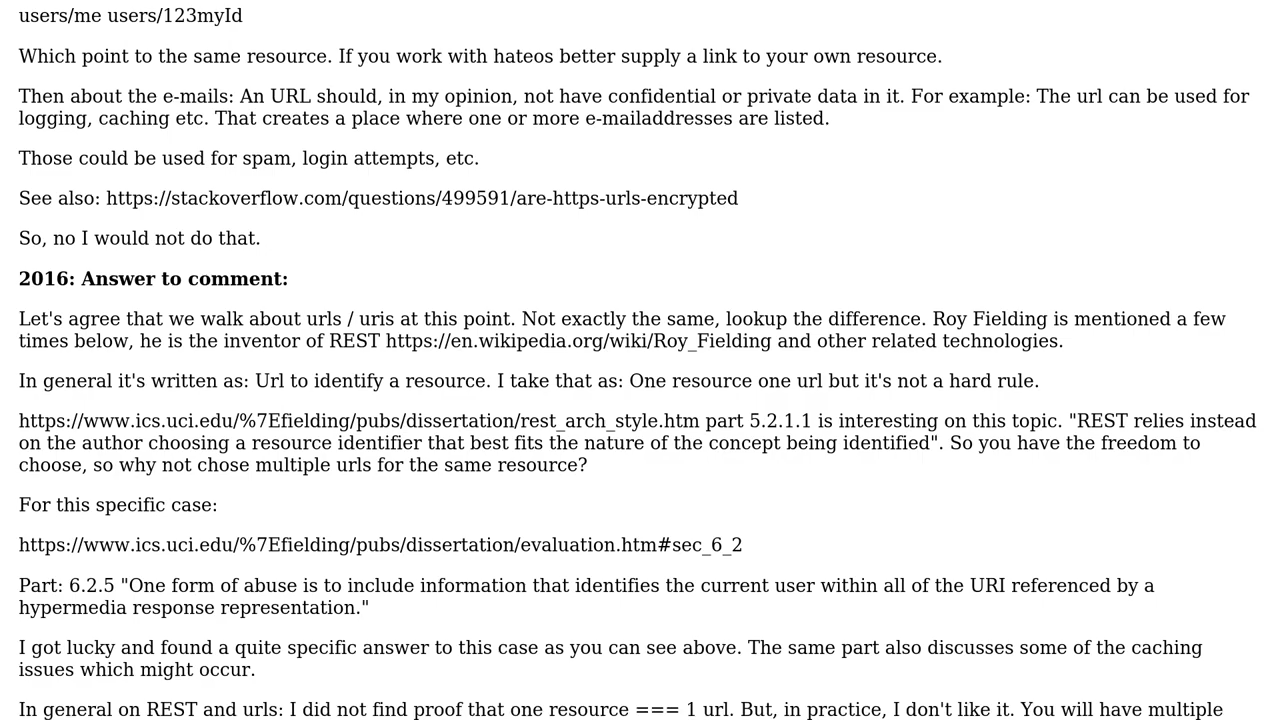 users/me users/123myId
Which point to the same resource. If you work with hateos better supply a link to your own resource.
Then about the e-mails: An URL should, in my opinion, not have confidential or private data in it. For example: The url can be used for
logging, caching etc. That creates a place where one or more e-mailaddresses are listed.
Those could be used for spam, login attempts, etc.
See also: https://stackoverflow.com/questions/499591/are-https-urls-encrypted
So, no I would not do that.
2016: Answer to comment:
Let's agree that we walk about urls / uris at this point. Not exactly the same, lookup the difference. Roy Fielding is mentioned a few
times below, he is the inventor of REST https://en.wikipedia.org/wiki/Roy_Fielding and other related technologies.
In general it's written as: Url to identify a resource. I take that as: One resource one url but it's not a hard rule.
https://www.ics.uci.edu/%7Efielding/pubs/dissertation/rest_arch_style.htm part 5.2.1.1 is interesting on this topic. "REST relies instead
on the author choosing a resource identifier that best fits the nature of the concept being identified". So you have the freedom to
choose, so why not chose multiple urls for the same resource?
For this specific case:
https://www.ics.uci.edu/%7Efielding/pubs/dissertation/evaluation.htm#sec_6_2
Part: 6.2.5 "One form of abuse is to include information that identifies the current user within all of the URI referenced by a
hypermedia response representation."
I got lucky and found a quite specific answer to this case as you can see above. The same part also discusses some of the caching
issues which might occur.
In general on REST and urls: I did not find proof that one resource === 1 url. But, in practice, I don't like it. You will have multiple